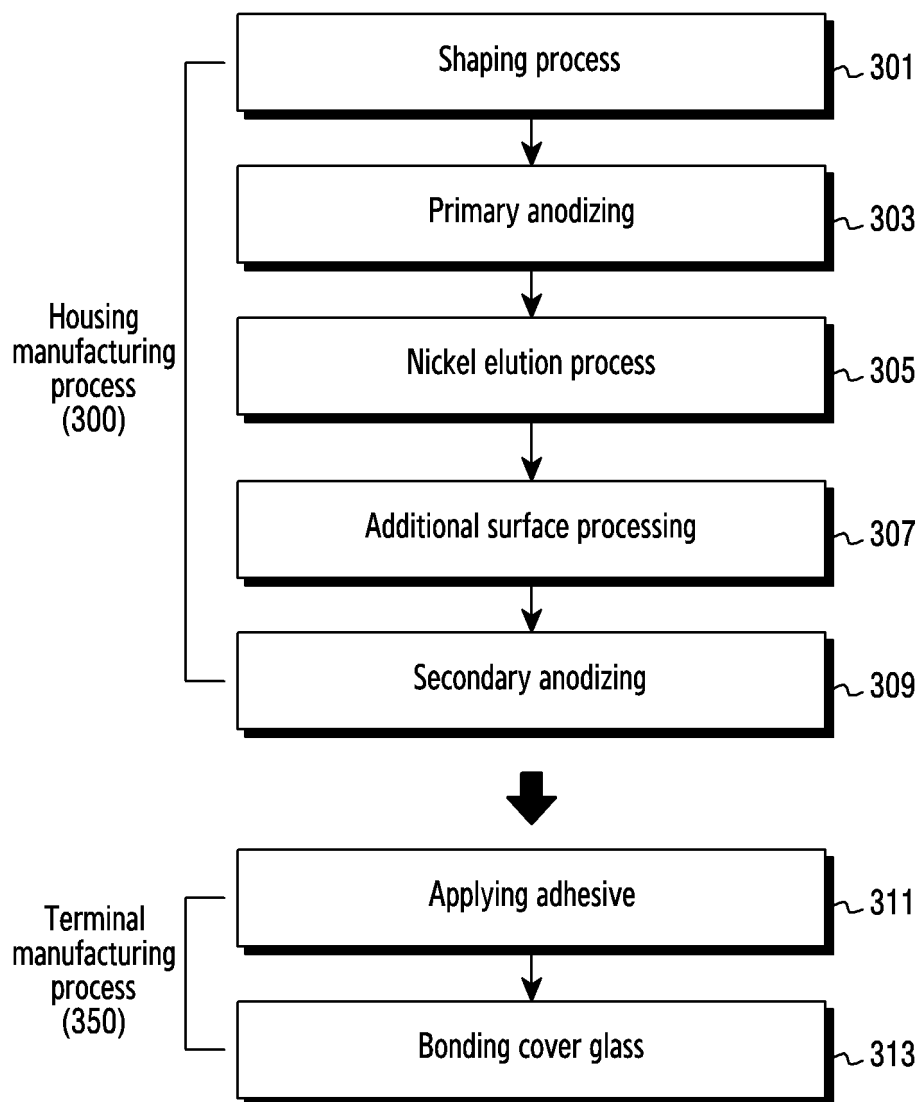 Shaping process
301
Primary anodizing
303
Housing
manufacturing
process
(300)
Nickel elution process
305
Additional surface processing
307
Secondary anodizing
309
Applying adhesive
311
Terminal
manufacturing
process
(350)
Bonding cover glass
313